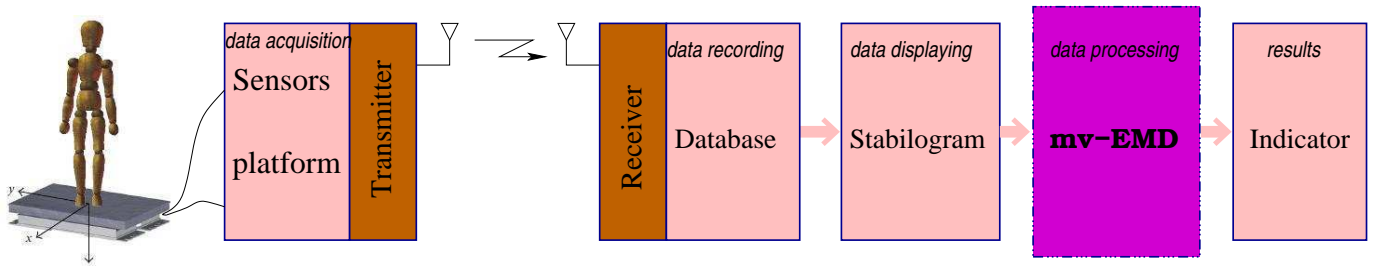 data acquisition
Sensors
platform
Transmitter
Receiver
data recording
Database
data displaying
Stabilogram
data processing
mv−EMD
results
Indicator
y
x